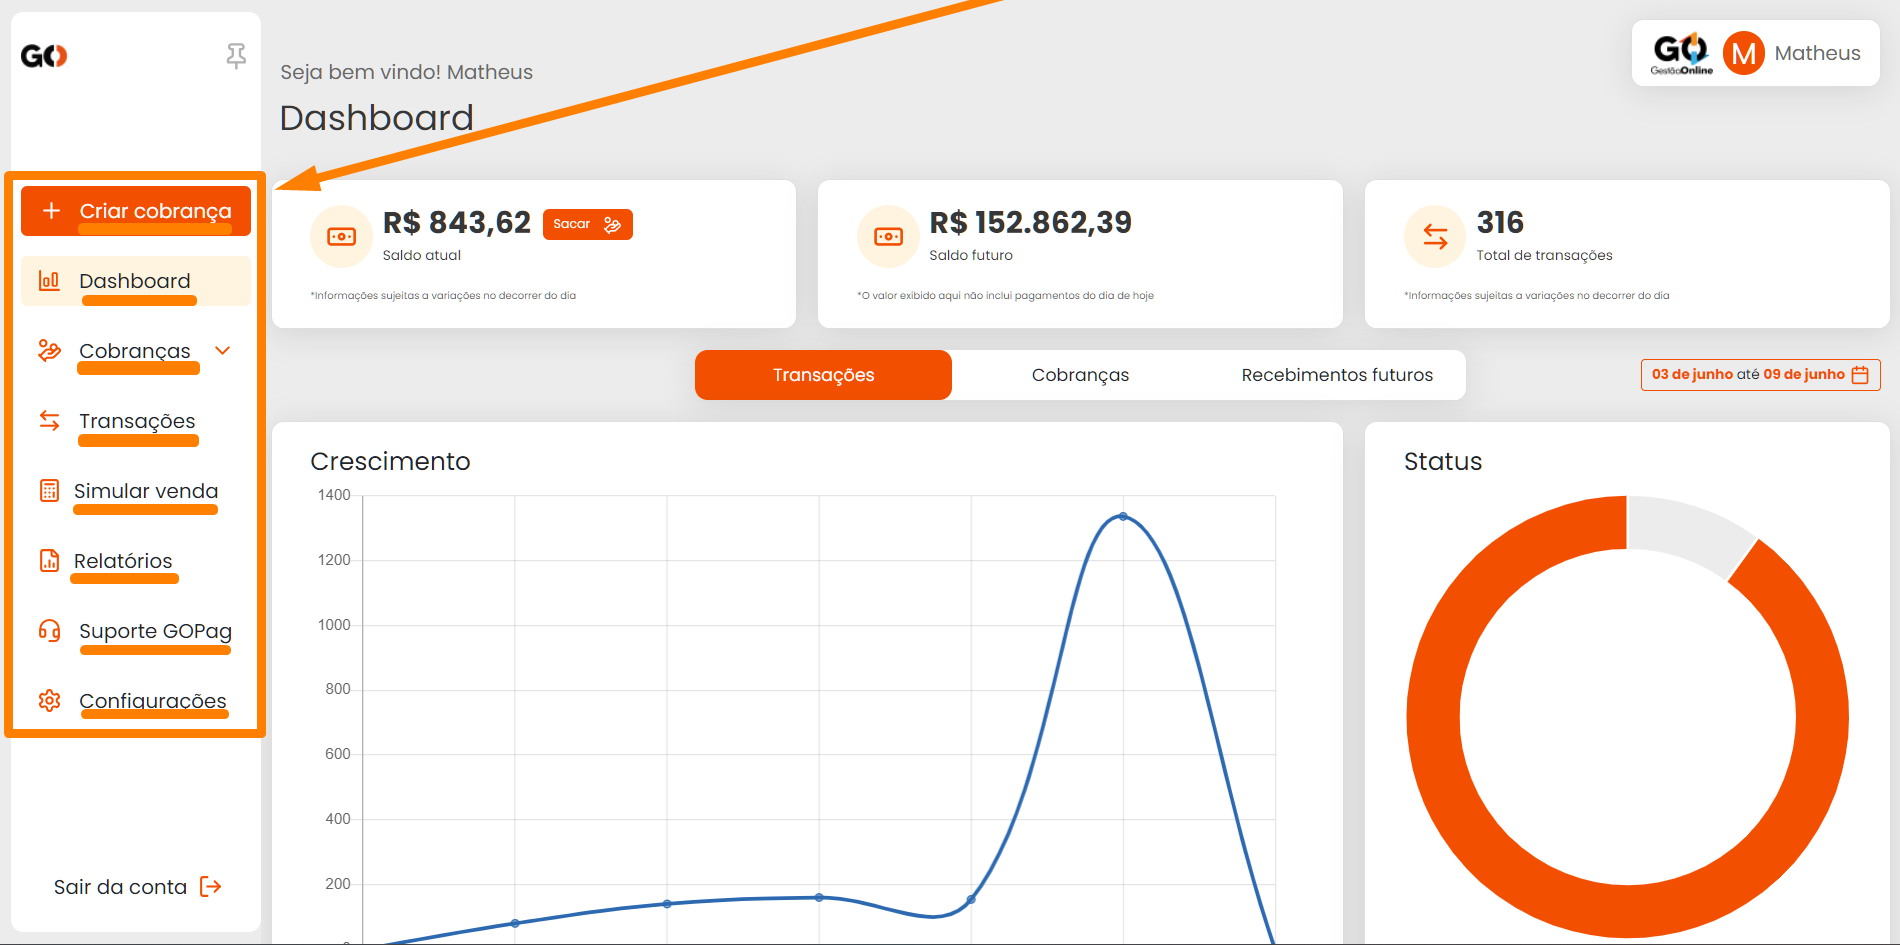 GO
Criar cobrança
Dashboard
Cobranças
Transações
Simular venda
Relatórios
Suporte GOPag
Configurações
Sair da conta
Seja bem vindo! Matheus
Dashboard
GO
GestãoOnline
M
Matheus
R$ 843,62
Sacar
Saldo atual
*Informações sujeitas a variações no decorrer do dia
R$ 152.862,39
Saldo futuro
*O valor exibido aqui não inclui pagamentos do dia de hoje
316
Total de transações
*Informações sujeitas a variações no decorrer do dia
Transações
Cobranças
Recebimentos futuros
03 de junho até 09 de junho
Crescimento
1400
1200
1000
800
600
400
200
Status